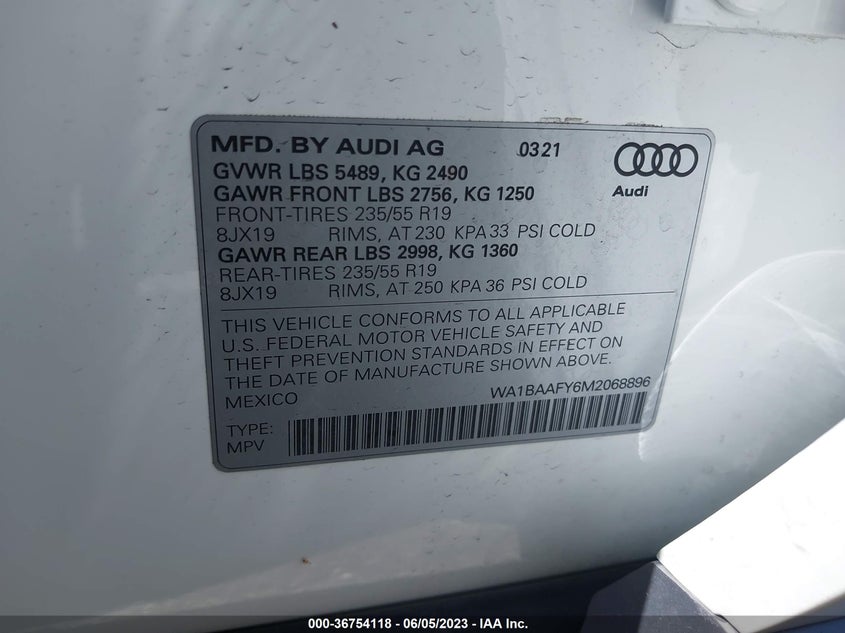 MFD. BY AUDI AG 0321
Audi
GVWR LBS 5489, KG 2490
GAWR FRONT LBS 2756, KG 1250
FRONT-TIRES 235/55 R19
8JX19 RIMS, AT 230 KPA 33 PSI COLD
GAWR REAR LBS 2998, KG 1360
REAR-TIRES 235/55 R19
8JX19 RIMS, AT 250 KPA 36 PSI COLD
THIS VEHICLE CONFORMS TO ALL APPLICABLE
U.S. FEDERAL MOTOR VEHICLE SAFETY AND
THEFT PREVENTION STANDARDS IN EFFECT ON
THE DATE OF MANUFACTURE SHOWN ABOVE.
MEXICO WA1BAAFY6M2068896
TYPE:
MPV
000-36754118 - 06/05/2023 - IAA Inc.